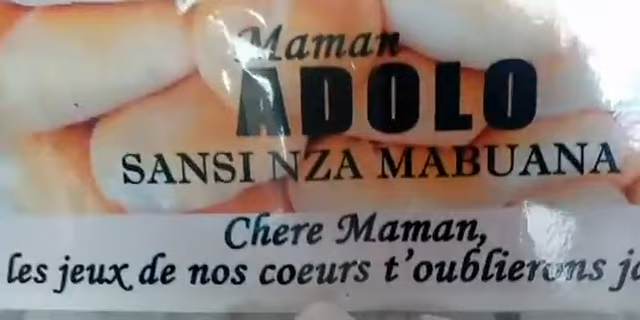 Maman
ADOLO
SANSI NZA MABUANA
Chere Maman,
les jeux de nos coeurs t'oublierons